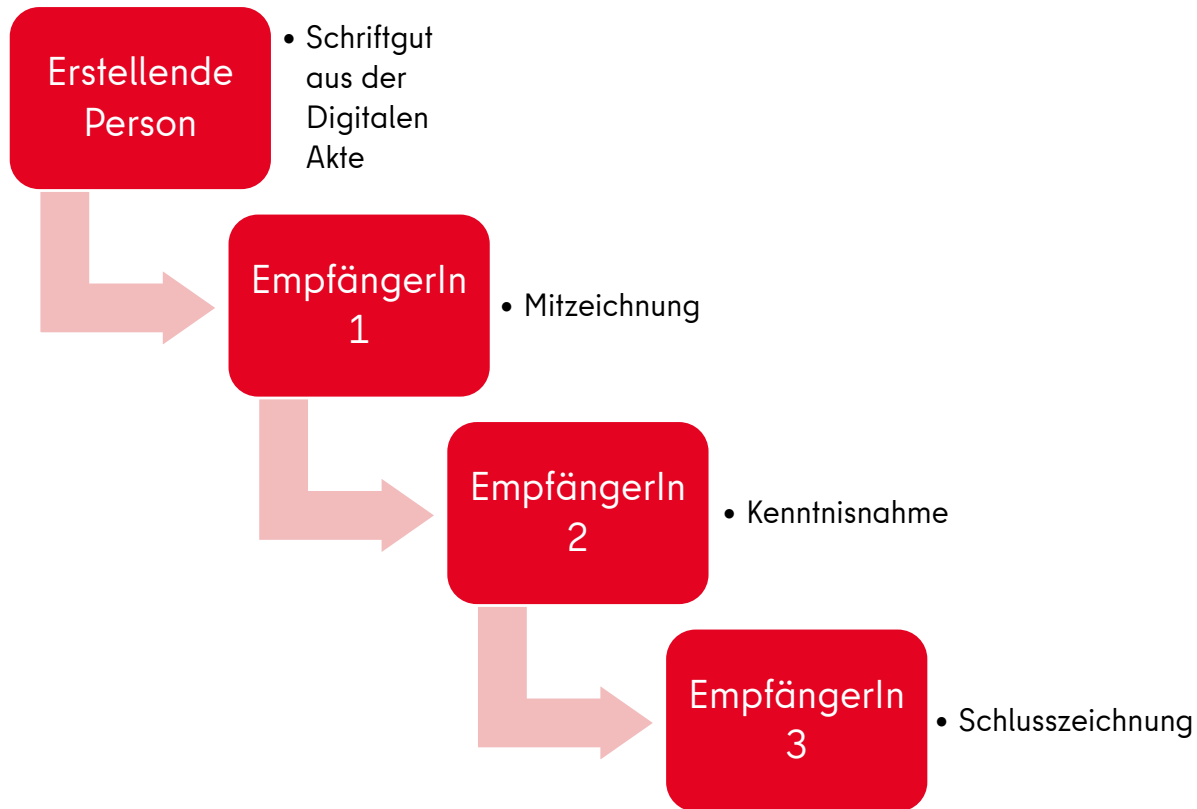 Erstellende
Person
• Schriftgut
aus der
Digitalen
Akte
EmpfängerIn
1
• Mitzeichnung
EmpfängerIn
2
• Kenntnisnahme
EmpfängerIn
3
• Schlusszeichnung